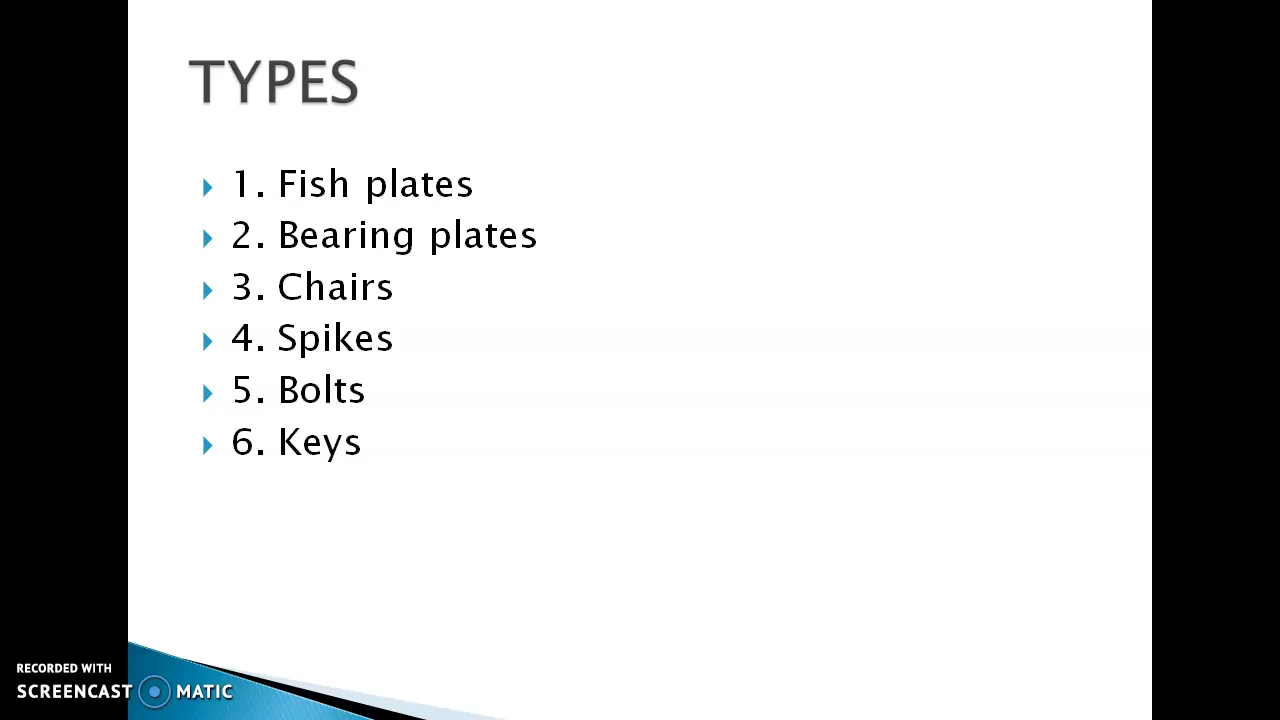 TYPES
1. Fish plates
2. Bearing plates
3. Chairs
4. Spikes
5. Bolts
6. Keys
RECORDED WITH
SCREENCAST MATIC